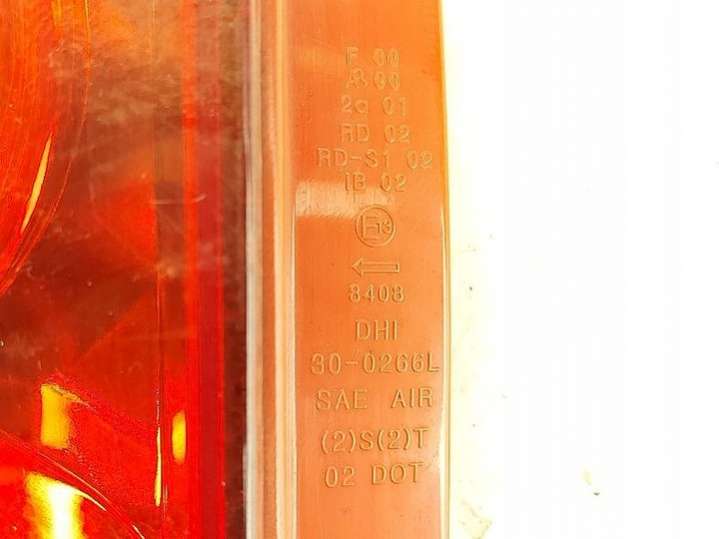 F 00
A 00
2a 01
RD 02
RD-S1 02
IB 02
E13
8408
DHI
30-0266L
SAE AIR
(2)S(2)T
02 DOT